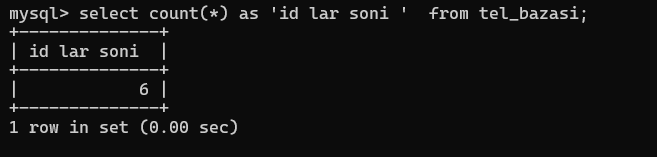 mysql> select count(*) as 'id lar soni '  from tel_bazasi;
+--------------+
| id lar soni  |
+--------------+
|            6 |
+--------------+
1 row in set (0.00 sec)